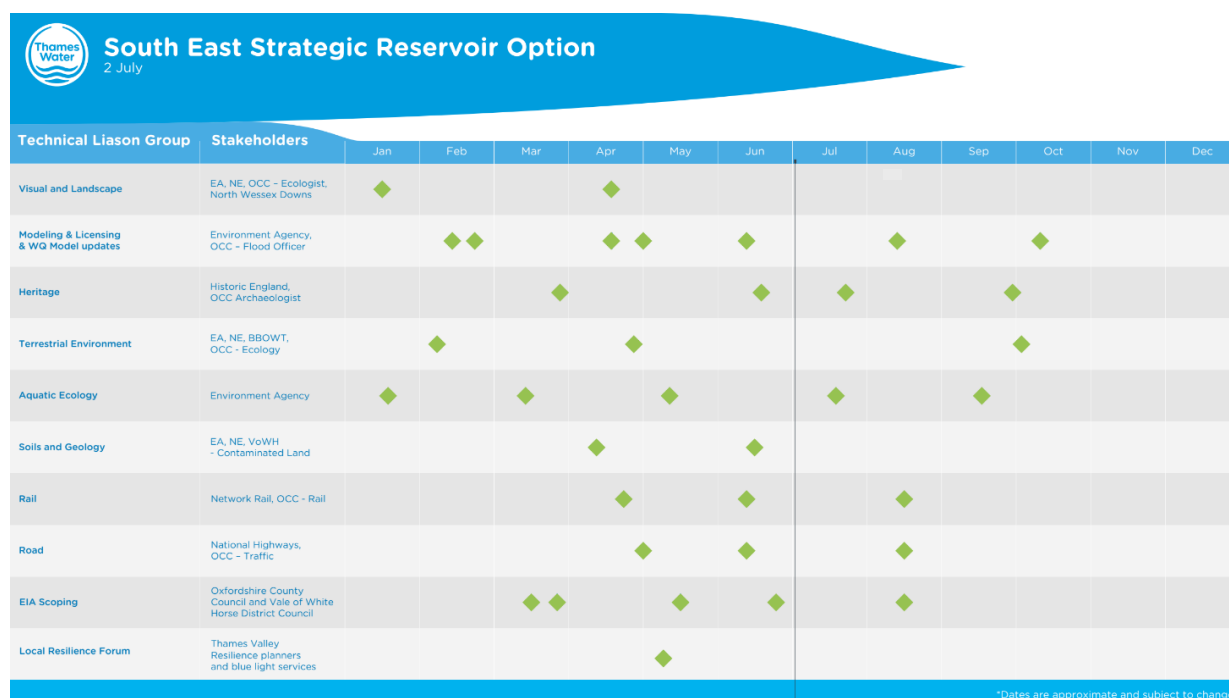 Thames
Water
South East Strategic Reservoir Option
2 July
Technical Liason Group
Stakeholders
Jan
Feb
Mar
Apr
May
Jun
Jul
Aug
Sep
Oct
Nov
Dec
Visual and Landscape
EA, NE, OCC – Ecologist,
North Wessex Downs
Modeling & Licensing
& WQ Model updates
Environment Agency,
OCC – Flood Officer
Heritage
Historic England,
OCC Archaeologist
Terrestrial Environment
EA, NE, BBOWT,
OCC - Ecology
Aquatic Ecology
Environment Agency
Soils and Geology
EA, NE, VoWH
- Contaminated Land
Rail
Network Rail, OCC - Rail
Road
National Highways,
OCC – Traffic
EIA Scoping
Oxfordshire County
Council and Vale of White
Horse District Council
Local Resilience Forum
Thames Valley
Resilience planners
and blue light services
*Dates are approximate and subject to chang